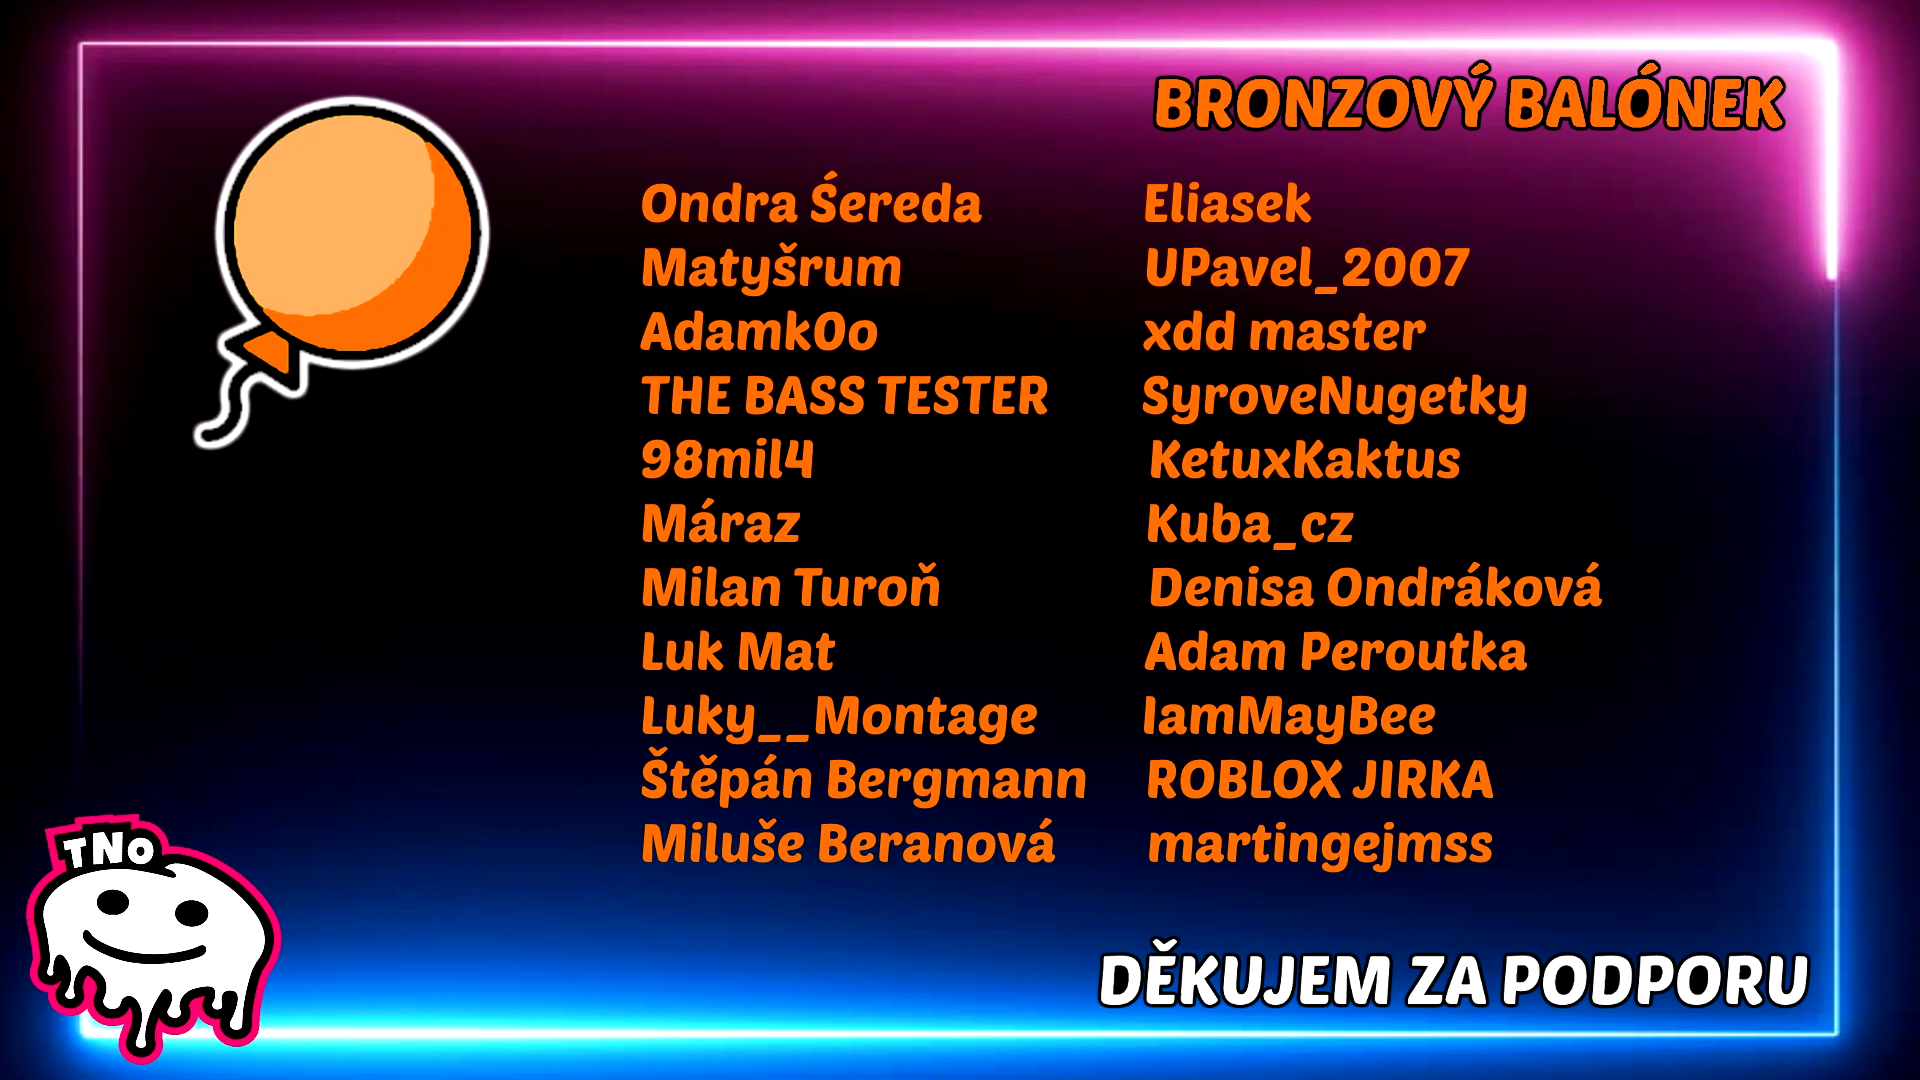 BRONZOVÝ BALÓNEK
Ondra Śereda
Matyšrum
Adamk0o
THE BASS TESTER
98mil4
Máraz
Milan Turoň
Luk Mat
Luky__Montage
Štěpán Bergmann
Miluše Beranová
Eliasek
UPavel_2007
xdd master
SyroveNugetky
KetuxKaktus
Kuba_cz
Denisa Ondráková
Adam Peroutka
IamMayBee
ROBLOX JIRKA
martingejmss
TNo
DĚKUJEM ZA PODPORU